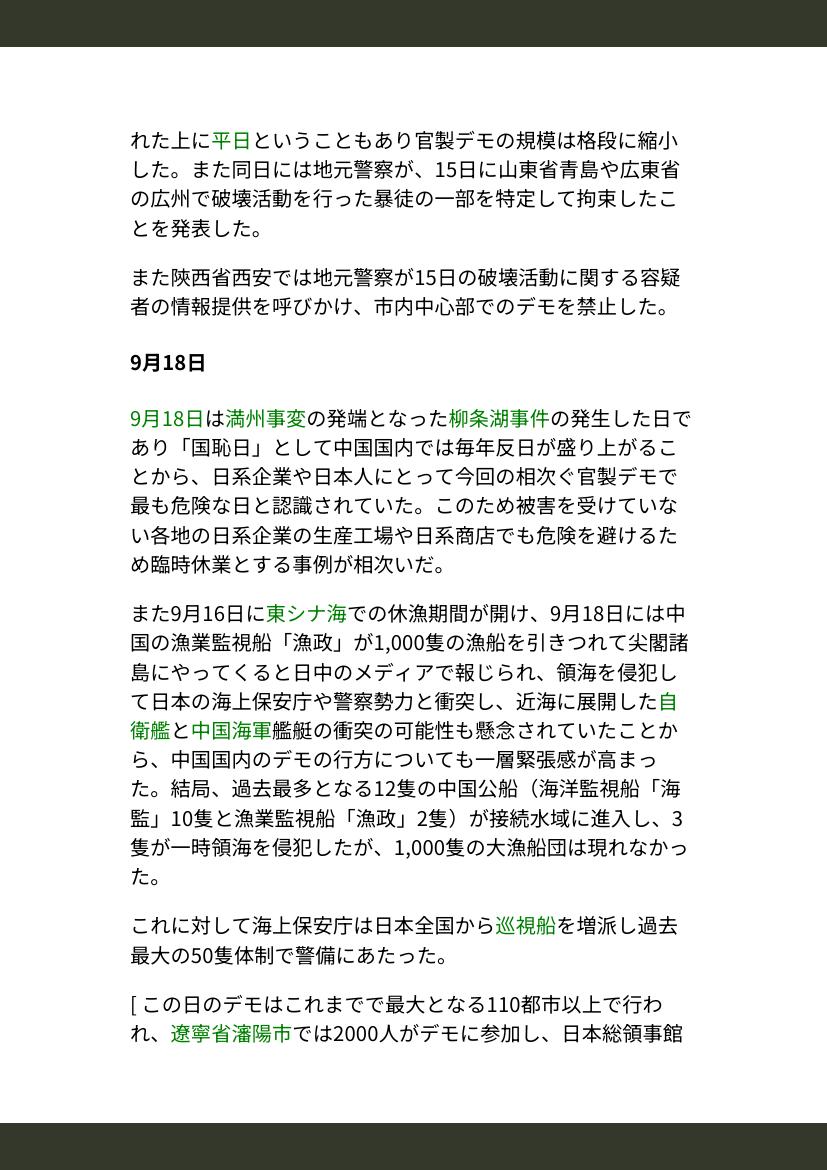 れた上に平日ということもあり官製デモの規模は格段に縮小
した。また同日には地元警察が、15日に山東省青島や広東省
の広州で破壊活動を行った暴徒の一部を特定して拘束したこ
とを発表した。
また陝西省西安では地元警察が15日の破壊活動に関する容疑
者の情報提供を呼びかけ、市内中心部でのデモを禁止した。
9月18日
9月18日は満州事変の発端となった柳条湖事件の発生した日で
あり「国恥日」として中国国内では毎年反日が盛り上がるこ
とから、日系企業や日本人にとって今回の相次ぐ官製デモで
最も危険な日と認識されていた。このため被害を受けていな
い各地の日系企業の生産工場や日系商店でも危険を避けるた
め臨時休業とする事例が相次いだ。
また9月16日に東シナ海での休漁期間が開け、9月18日には中
国の漁業監視船「漁政」が1,000隻の漁船を引きつれて尖閣諸
島にやってくると日中のメディアで報じられ、領海を侵犯し
て日本の海上保安庁や警察勢力と衝突し、近海に展開した自
衛艦と中国海軍艦艇の衝突の可能性も懸念されていたことか
ら、中国国内のデモの行方についても一層緊張感が高まっ
た。結局、過去最多となる12隻の中国公船（海洋監視船「海
監」10隻と漁業監視船「漁政」2隻）が接続水域に進入し、3
隻が一時領海を侵犯したが、1,000隻の大漁船団は現れなかっ
た。
これに対して海上保安庁は日本全国から巡視船を増派し過去
最大の50隻体制で警備にあたった。
[ この日のデモはこれまでで最大となる110都市以上で行わ
れ、遼寧省瀋陽市では2000人がデモに参加し、日本総領事館